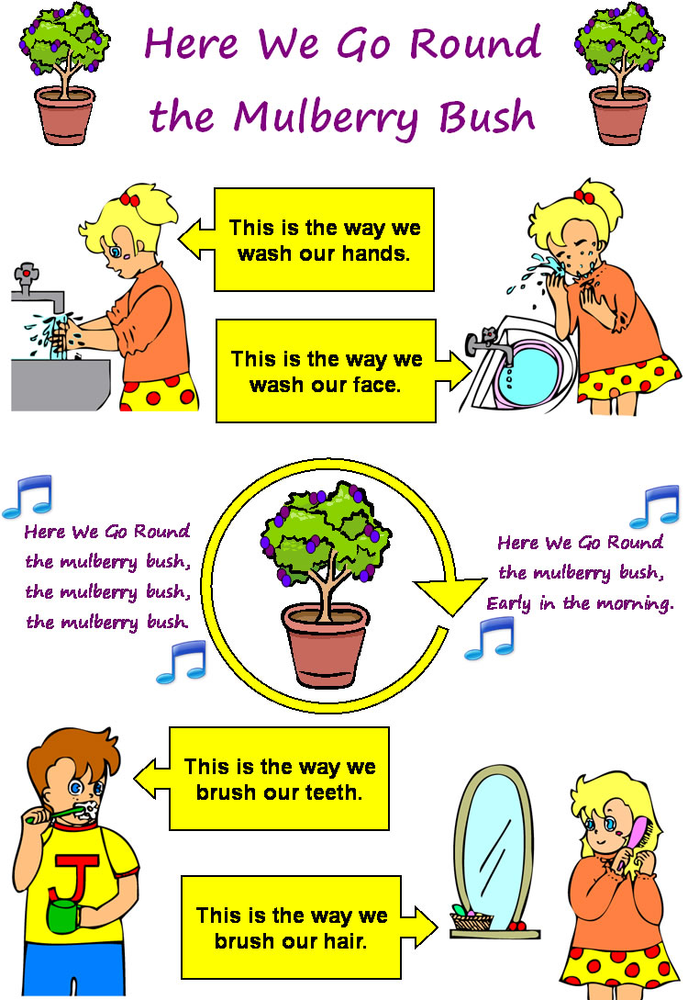 Here We Go Round
the Mulberry Bush
This is the way we
wash our hands.
This is the way we
wash our face.
Here We Go Round
the mulberry bush,
the mulberry bush,
the mulberry bush.
Here We Go Round
the mulberry bush,
Early in the morning.
This is the way we
brush our teeth.
J
This is the way we
brush our hair.